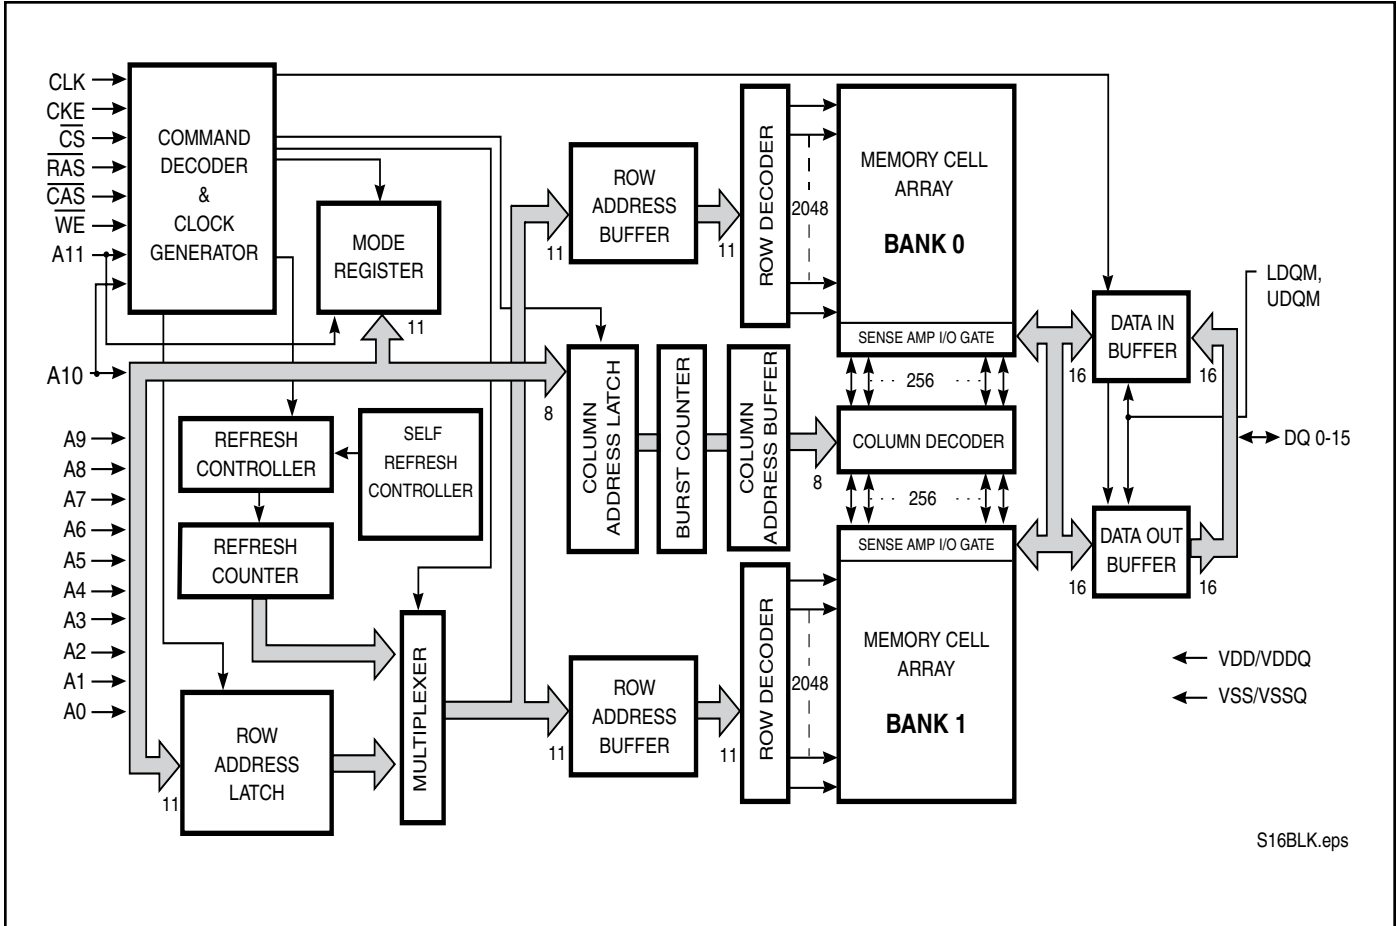 CLK
CKE
CS
RAS
CAS
WE
A11
A10
A9
A8
A7
A6
A5
A4
A3
A2
A1
A0
COMMAND
DECODER
&
CLOCK
GENERATOR
MODE
REGISTER
11
REFRESH
CONTROLLER
SELF
REFRESH
CONTROLLER
REFRESH
COUNTER
ROW
ADDRESS
LATCH
11
MULTIPLEXER
ROW
ADDRESS
BUFFER
11
11
COLUMN
ADDRESS LATCH
8
BURST COUNTER
COLUMN
ADDRESS BUFFER
8
ROW
ADDRESS
BUFFER
11
11
ROW DECODER
2048
MEMORY CELL
ARRAY
BANK 0
SENSE AMP I/O GATE
256
COLUMN DECODER
256
SENSE AMP I/O GATE
MEMORY CELL
ARRAY
BANK 1
ROW DECODER
2048
LDQM,
UDQM
DATA IN
BUFFER
16
16
DQ 0-15
DATA OUT
BUFFER
16
16
VDD/VDDQ
VSS/VSSQ
S16BLK.eps